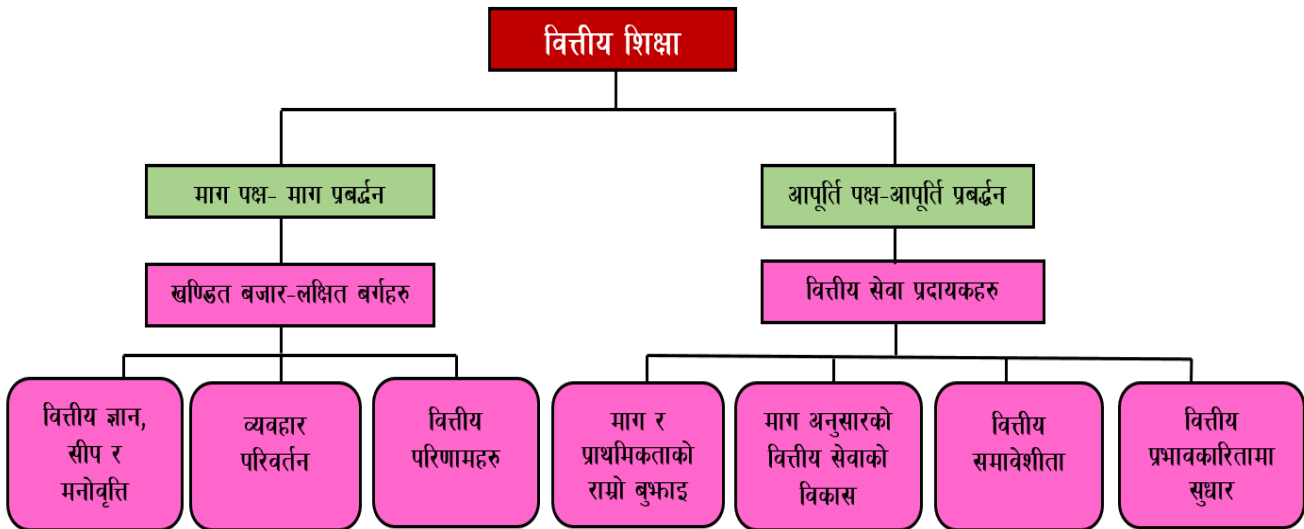 वित्तीय शिक्षा
माग पक्ष- माग प्रबर्द्धन
आपूर्ति पक्ष-आपूर्ति प्रबर्द्धन
खण्डित बजार-लक्षित बर्गहरु
वित्तीय सेवा प्रदायकहरु
वित्तीय ज्ञान,
सीप र
मनोवृत्ति
व्यवहार
परिवर्तन
वित्तीय
परिणामहरु
माग र
प्राथमिकताको
राम्रो बुझाइ
माग अनुसारको
वित्तीय सेवाको
विकास
वित्तीय
समावेशीता
वित्तीय
प्रभावकारितामा
सुधार